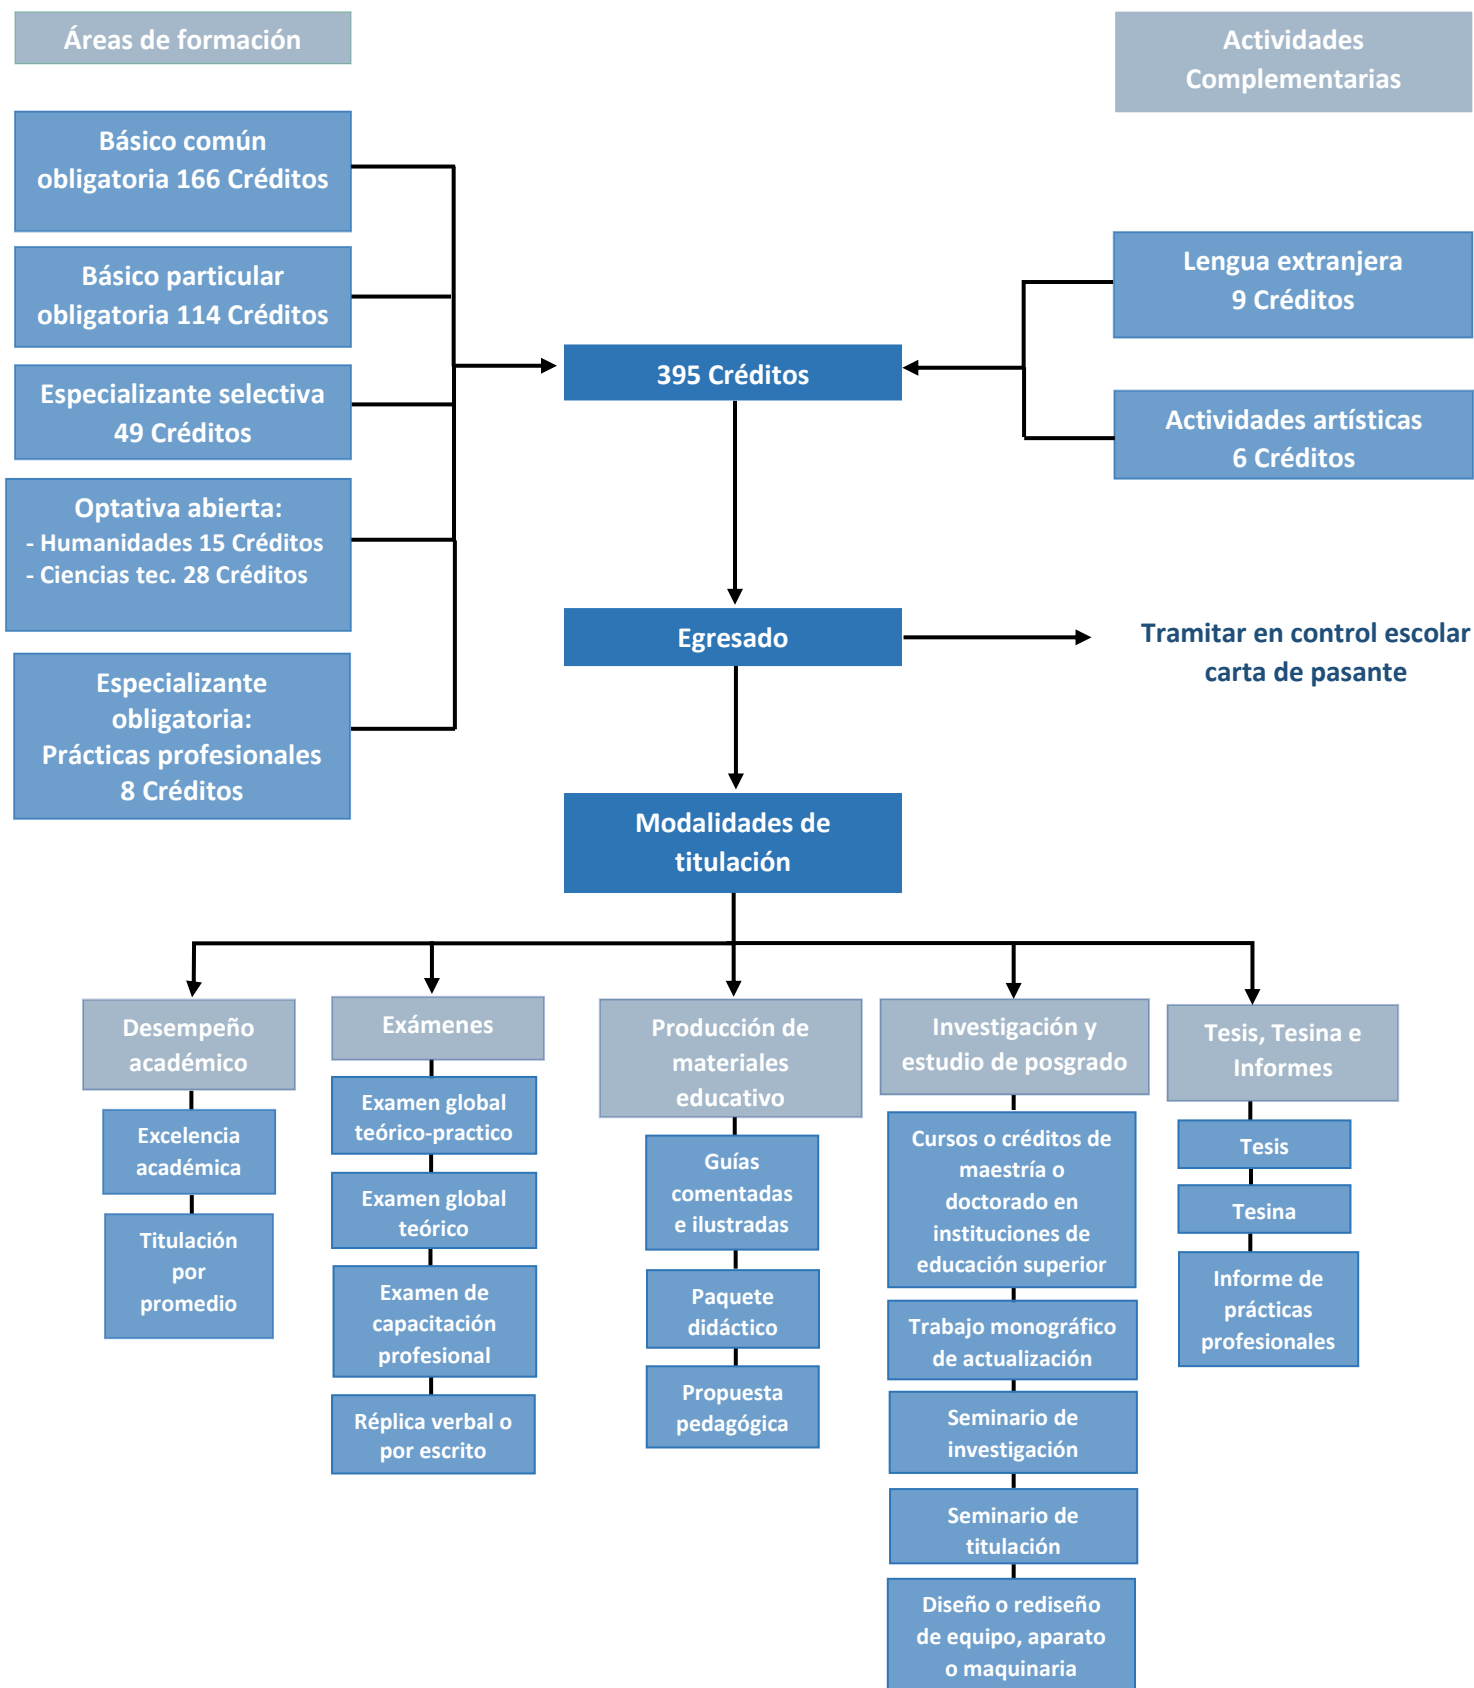 Áreas de formación
Básico común
obligatoria 166 Créditos
Básico particular
obligatoria 114 Créditos
Especializante selectiva
49 Créditos
Optativa abierta:
- Humanidades 15 Créditos
- Ciencias tec. 28 Créditos
Especializante
obligatoria:
Prácticas profesionales
8 Créditos
Actividades
Complementarias
Lengua extranjera
9 Créditos
Actividades artísticas
6 Créditos
395 Créditos
Egresado
Tramitar en control escolar
carta de pasante
Modalidades de
titulación
Desempeño
académico
Excelencia
académica
Titulación
por
promedio
Exámenes
Examen global
teórico-practico
Examen global
teórico
Examen de
capacitación
profesional
Réplica verbal o
por escrito
Producción de
materiales
educativo
Guías
comentadas
e ilustradas
Paquete
didáctico
Propuesta
pedagógica
Investigación y
estudio de posgrado
Cursos o créditos de
maestría o
doctorado en
instituciones de
educación superior
Trabajo monográfico
de actualización
Seminario de
investigación
Seminario de
titulación
Diseño o rediseño
de equipo, aparato
o maquinaria
Tesis, Tesina e
Informes
Tesis
Tesina
Informe de
prácticas
profesionales